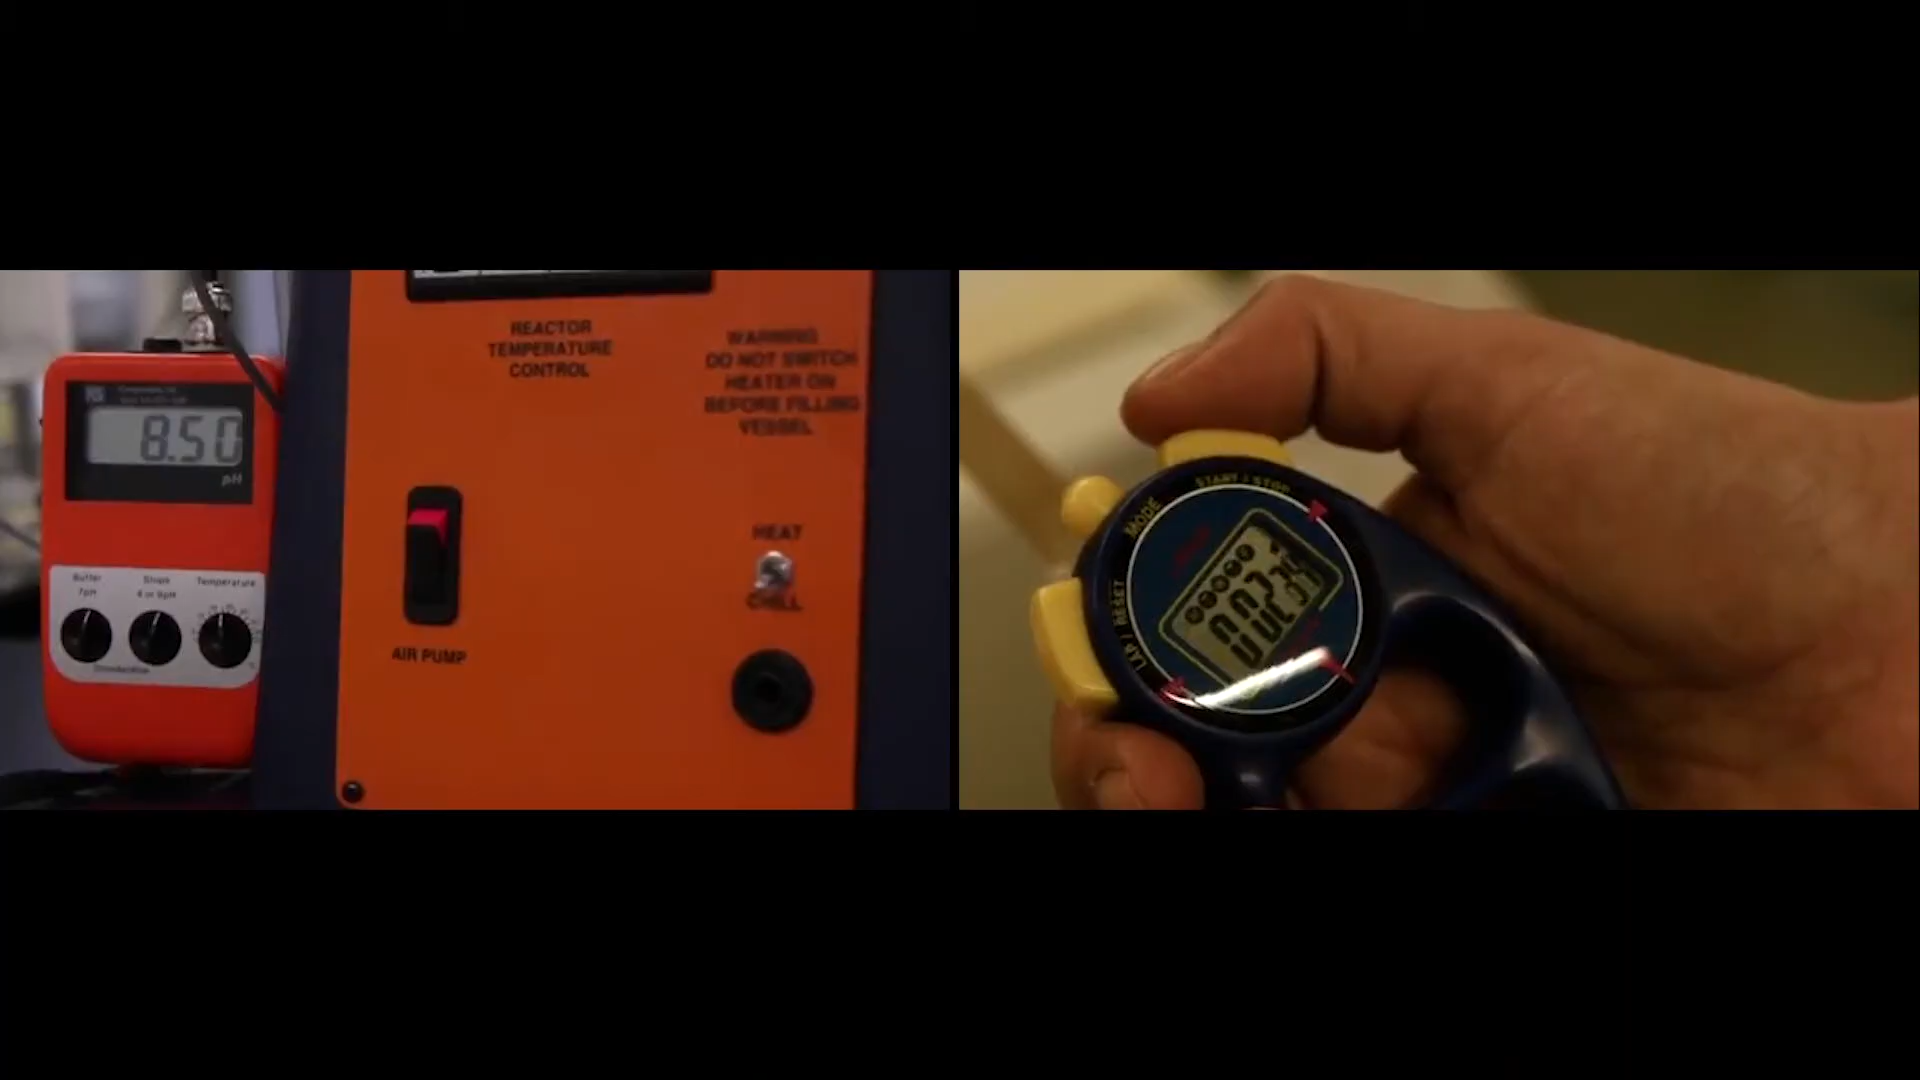 8.50
pH
Buffer
7pH
Slope
4 or 9pH
Temperature
REACTOR
TEMPERATURE
CONTROL
WARNING
DO NOT SWITCH
HEATER ON
BEFORE FILLING
VESSEL
HEAT
CHILL
AIR PUMP
START / STOP
MODE
LAP / RESET